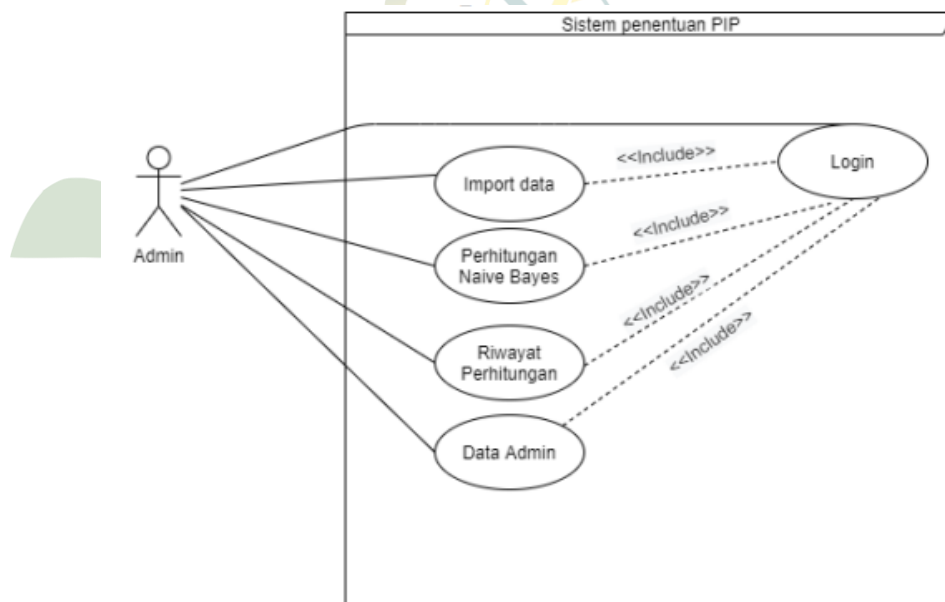 Sistem penentuan PIP
Login
<<Include>>
Import data
<<Include>>
Perhitungan
Naive Bayes
Admin
<<Include>>
Riwayat
Perhitungan
<<Include>>
Data Admin